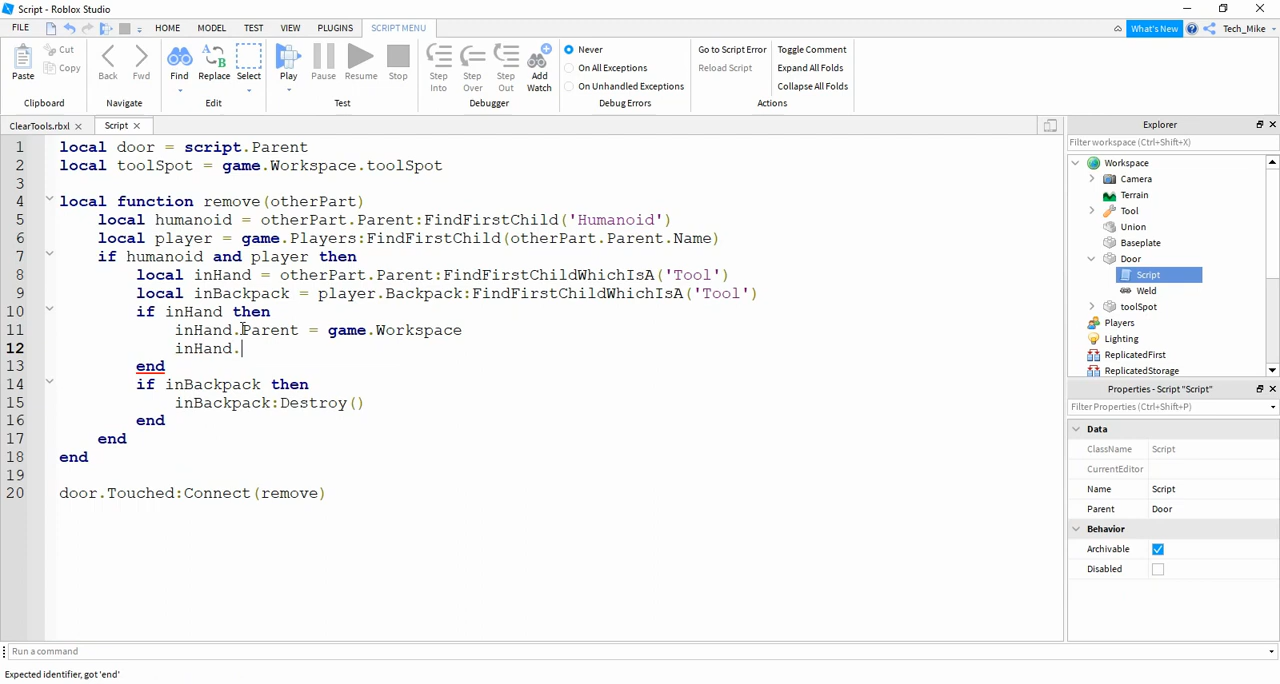 Script - Roblox Studio
FILE HOME MODEL TEST VIEW PLUGINS SCRIPT MENU What's New Tech_Mike
Paste Cut Copy Back Fwd Find Replace Select Play Pause Resume Stop Step Into Step Over Step Out Add Watch
Never
On All Exceptions
On Unhandled Exceptions
Go to Script Error
Reload Script
Toggle Comment
Expand All Folds
Collapse All Folds
Clipboard Navigate Edit Test Debugger Debug Errors Actions
ClearTools.rbxl Script
1 local door = script.Parent
2 local toolSpot = game.Workspace.toolSpot
3
4 local function remove(otherPart)
5 local humanoid = otherPart.Parent:FindFirstChild('Humanoid')
6 local player = game.Players:FindFirstChild(otherPart.Parent.Name)
7 if humanoid and player then
8 local inHand = otherPart.Parent:FindFirstChildWhichIsA('Tool')
9 local inBackpack = player.Backpack:FindFirstChildWhichIsA('Tool')
10 if inHand then
11 inHand.Parent = game.Workspace
12 inHand.
13 end
14 if inBackpack then
15 inBackpack:Destroy()
16 end
17 end
18 end
19
20 door.Touched:Connect(remove)
Explorer
Filter workspace (Ctrl+Shift+X)
Workspace
Camera
Terrain
Tool
Union
Baseplate
Door
Script
Weld
toolSpot
Players
Lighting
ReplicatedFirst
ReplicatedStorage
Properties - Script "Script"
Filter Properties (Ctrl+Shift+P)
Data
ClassName Script
CurrentEditor
Name Script
Parent Door
Behavior
Archivable
Disabled
Run a command
Expected identifier, got 'end'